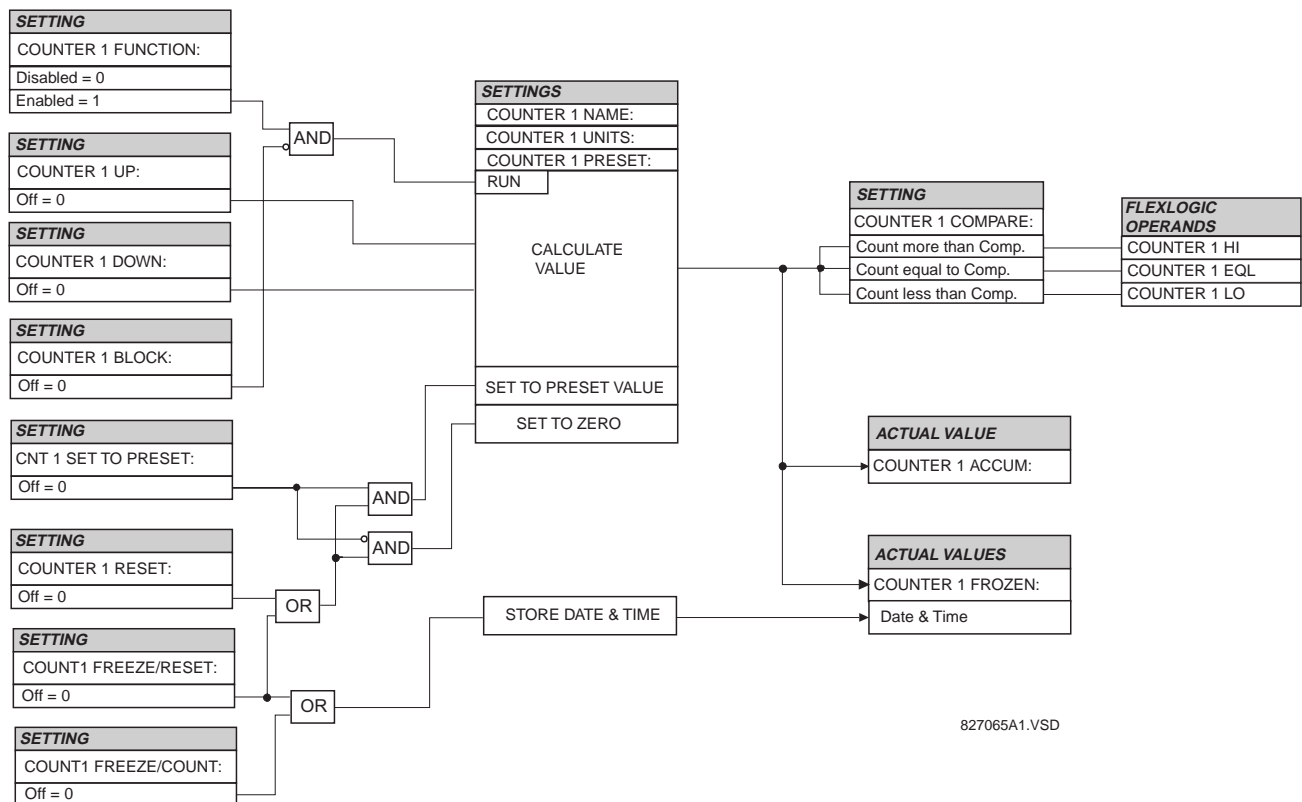 SETTING
COUNTER 1 FUNCTION:
Disabled = 0
Enabled = 1
SETTING
COUNTER 1 UP:
Off = 0
SETTING
COUNTER 1 DOWN:
Off = 0
SETTING
COUNTER 1 BLOCK:
Off = 0
SETTING
CNT 1 SET TO PRESET:
Off = 0
SETTING
COUNTER 1 RESET:
Off = 0
SETTING
COUNT1 FREEZE/RESET:
Off = 0
SETTING
COUNT1 FREEZE/COUNT:
Off = 0
AND
AND
AND
OR
OR
SETTINGS
COUNTER 1 NAME:
COUNTER 1 UNITS:
COUNTER 1 PRESET:
RUN
CALCULATE
VALUE
SET TO PRESET VALUE
SET TO ZERO
STORE DATE & TIME
SETTING
COUNTER 1 COMPARE:
Count more than Comp.
Count equal to Comp.
Count less than Comp.
FLEXLOGIC
OPERANDS
COUNTER 1 HI
COUNTER 1 EQL
COUNTER 1 LO
ACTUAL VALUE
COUNTER 1 ACCUM:
ACTUAL VALUES
COUNTER 1 FROZEN:
Date & Time
827065A1.VSD